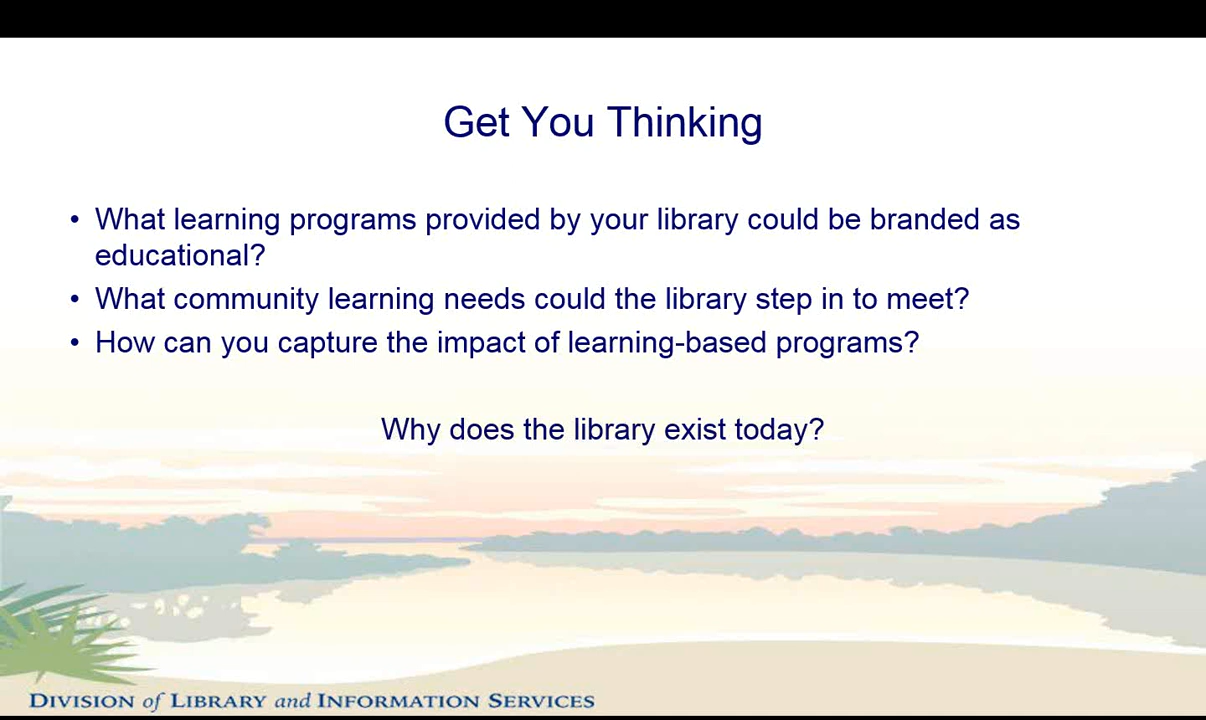 Get You Thinking
• What learning programs provided by your library could be branded as
educational?
• What community learning needs could the library step in to meet?
• How can you capture the impact of learning-based programs?
Why does the library exist today?
DIVISION of LIBRARY and INFORMATION SERVICES